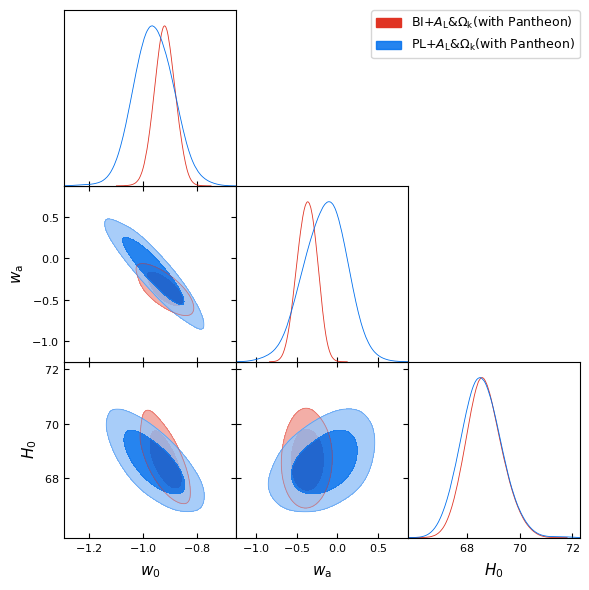 BI+A_L&Ω_k(with Pantheon)
PL+A_L&Ω_k(with Pantheon)
0.5
0.0
−0.5
−1.0
w_a
72
70
68
H_0
−1.2 −1.0 −0.8
−1.0 −0.5 0.0 0.5
68 70 72
w_0
w_a
H_0